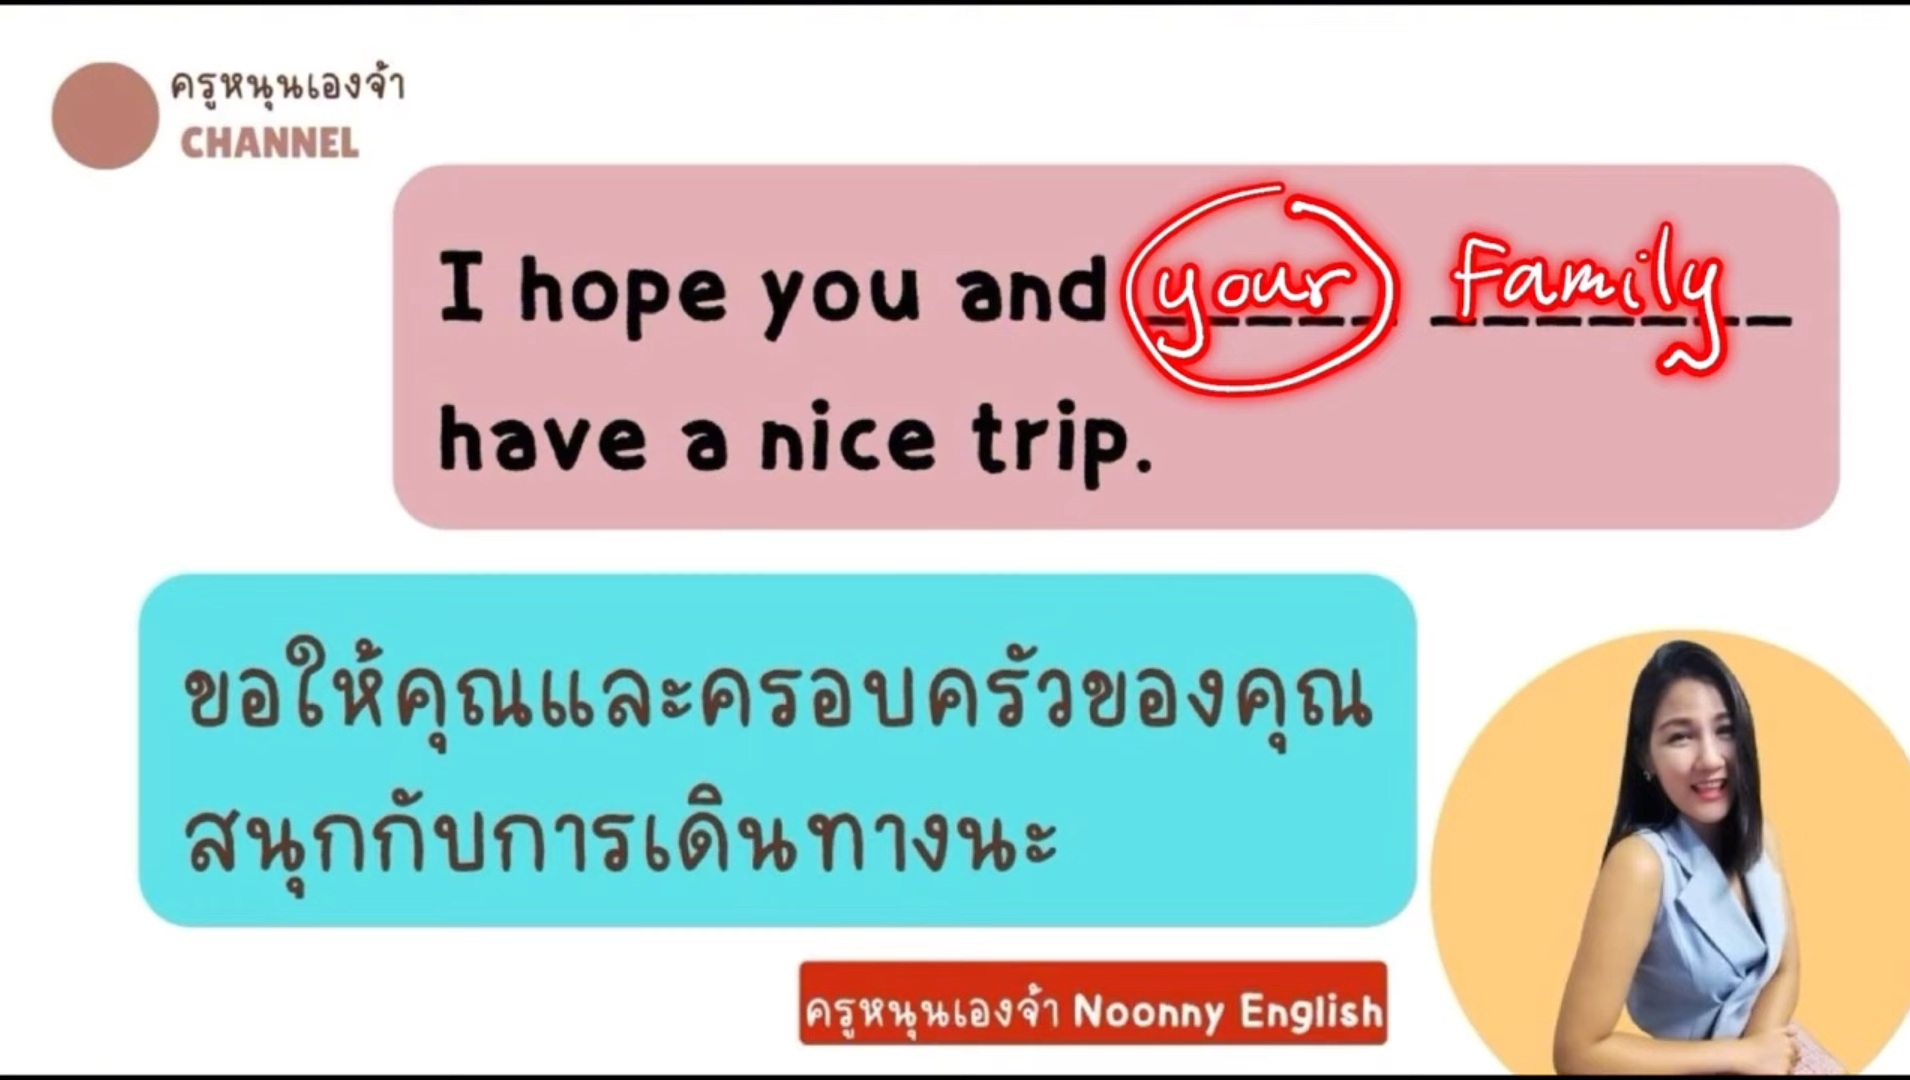 ครูหนุนเองจ้า
CHANNEL
I hope you and your Family
have a nice trip.
ขอให้คุณและครอบครัวของคุณ
สนุกกับการเดินทางนะ
ครูหนุนเองจ้า Noonny English